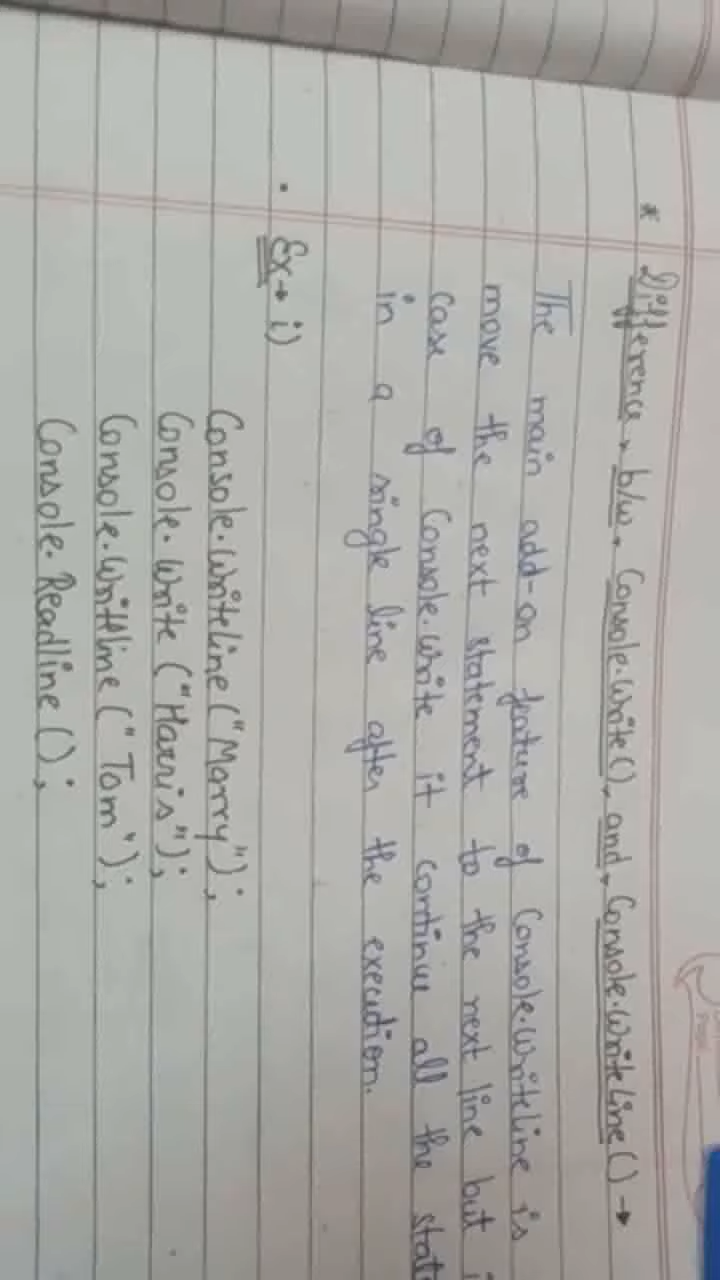 * Difference b/w Console.Write() and Console.WriteLine() →
The main add-on feature of Console.Writeline is
move the next statement to the next line but
case of Console.Write it continue all the
in a single line after the execution.
• Ex → i)
Console.Writeline ("Marry");
Console.Write ("Harris");
Console.Writeline ("Tom");
Console.Readline ();